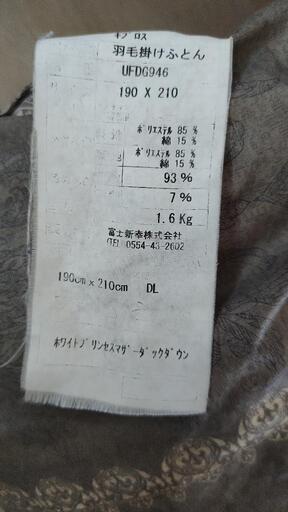 羽毛掛けふとん
UFDG946
190 X 210
ポリエステル 85 %
綿 15 %
ポリエステル 85 %
綿 15 %
93 %
7 %
1.6 Kg
富士新幸株式会社
(TEL 0554-43-2602
190cm x 210cm DL
ホワイトプリンセスマザーダックダウン